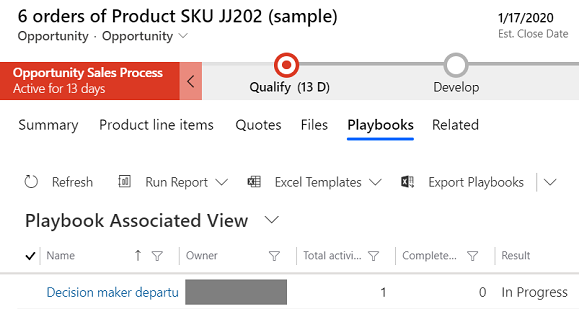 6 orders of Product SKU JJ202 (sample)
1/17/2020
Opportunity · Opportunity
Est. Close Date
Opportunity Sales Process
Active for 13 days
Qualify (13 D)
Develop
Summary Product line items Quotes Files Playbooks Related
Refresh Run Report Excel Templates Export Playbooks
Playbook Associated View
Name Owner Total activi... Complete... Result
Decision maker departu 1 0 In Progress